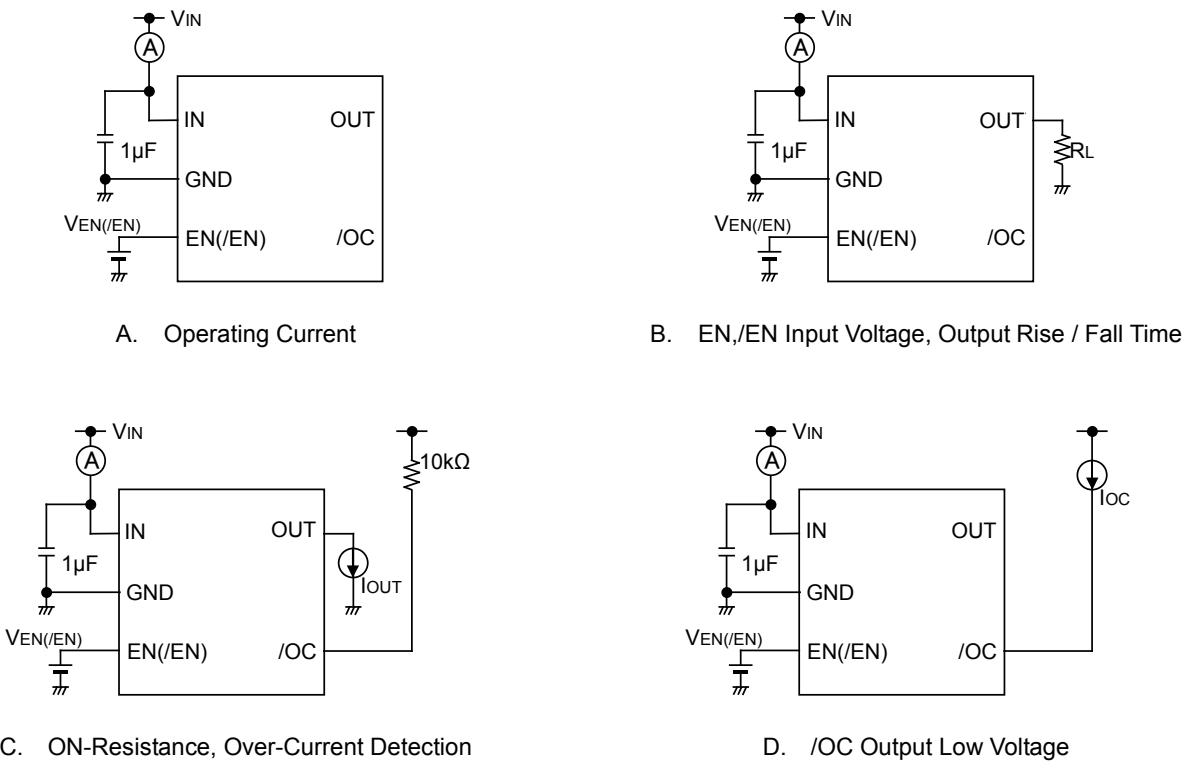 VIN
A
IN
OUT
1µF
GND
VEN(/EN)
EN(/EN)
/OC
A. Operating Current
VIN
A
IN
OUT
1µF
RL
GND
VEN(/EN)
EN(/EN)
/OC
B. EN,/EN Input Voltage, Output Rise / Fall Time
VIN
A
10kΩ
IN
OUT
1µF
IOUT
GND
VEN(/EN)
EN(/EN)
/OC
C. ON-Resistance, Over-Current Detection
VIN
A
IOC
IN
OUT
1µF
GND
VEN(/EN)
EN(/EN)
/OC
D. /OC Output Low Voltage